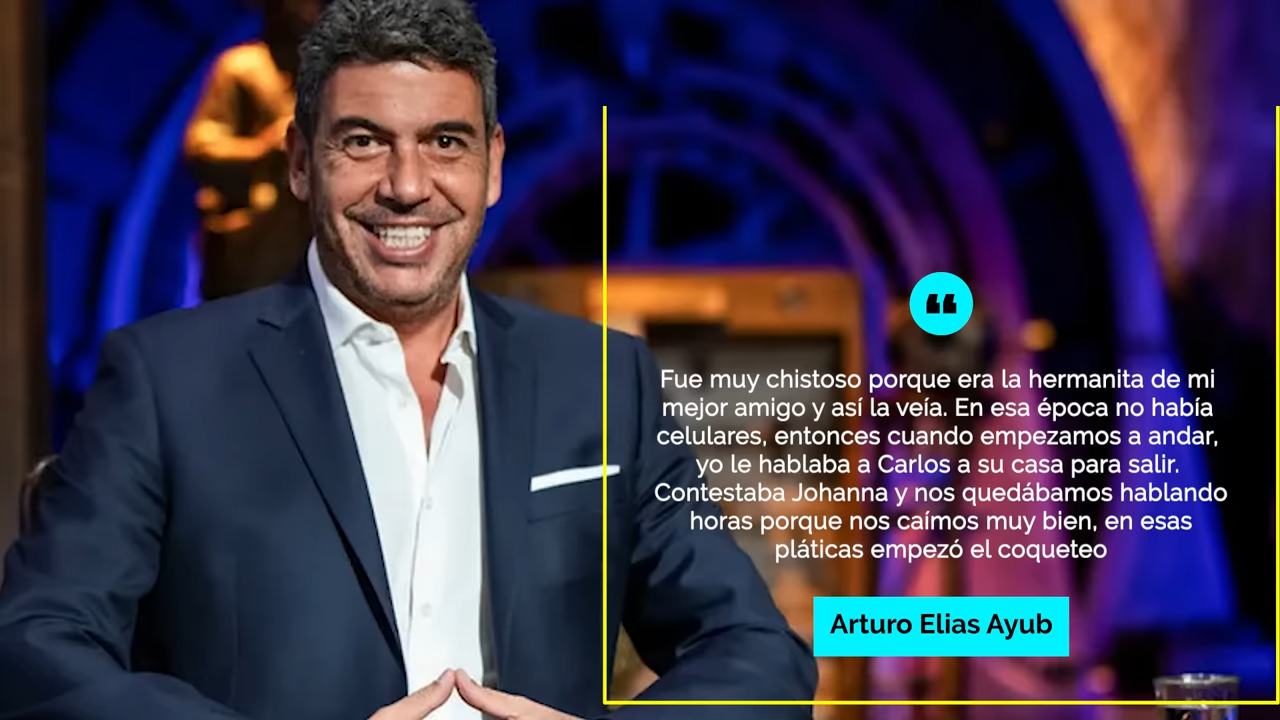 “
Fue muy chistoso porque era la hermanita de mi
mejor amigo y así la veía. En esa época no había
celulares, entonces cuando empezamos a andar,
yo le hablaba a Carlos a su casa para salir.
Contestaba Johanna y nos quedábamos hablando
horas porque nos caímos muy bien, en esas
pláticas empezó el coqueteo
Arturo Elias Ayub